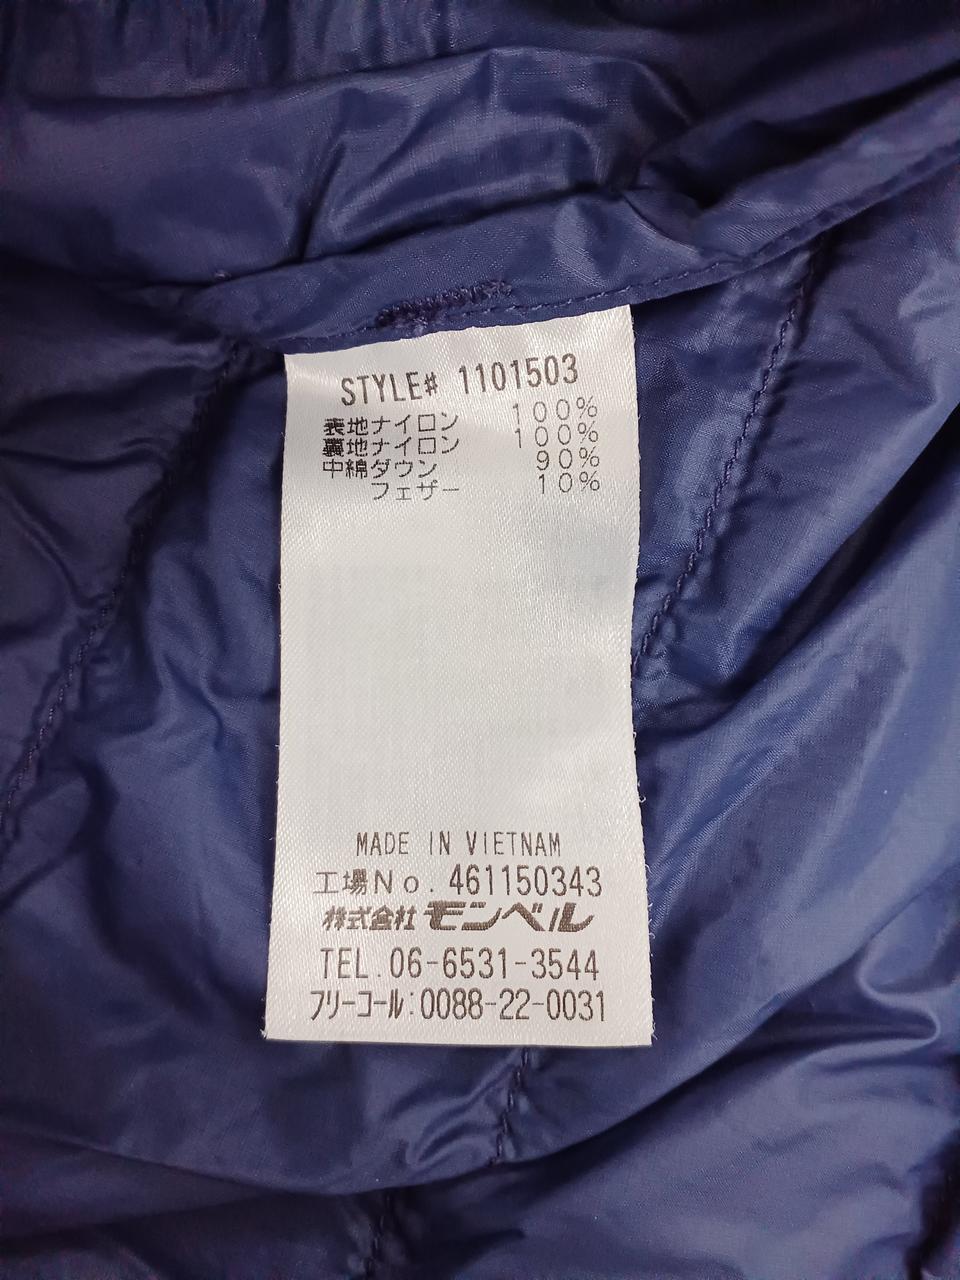 STYLE# 1101503
表地ナイロン 100%
裏地ナイロン 100%
中綿ダウン 90%
フェザー 10%
MADE IN VIETNAM
工場No. 461150343
株式会社モンベル
TEL.06-6531-3544
フリーコール:0088-22-0031